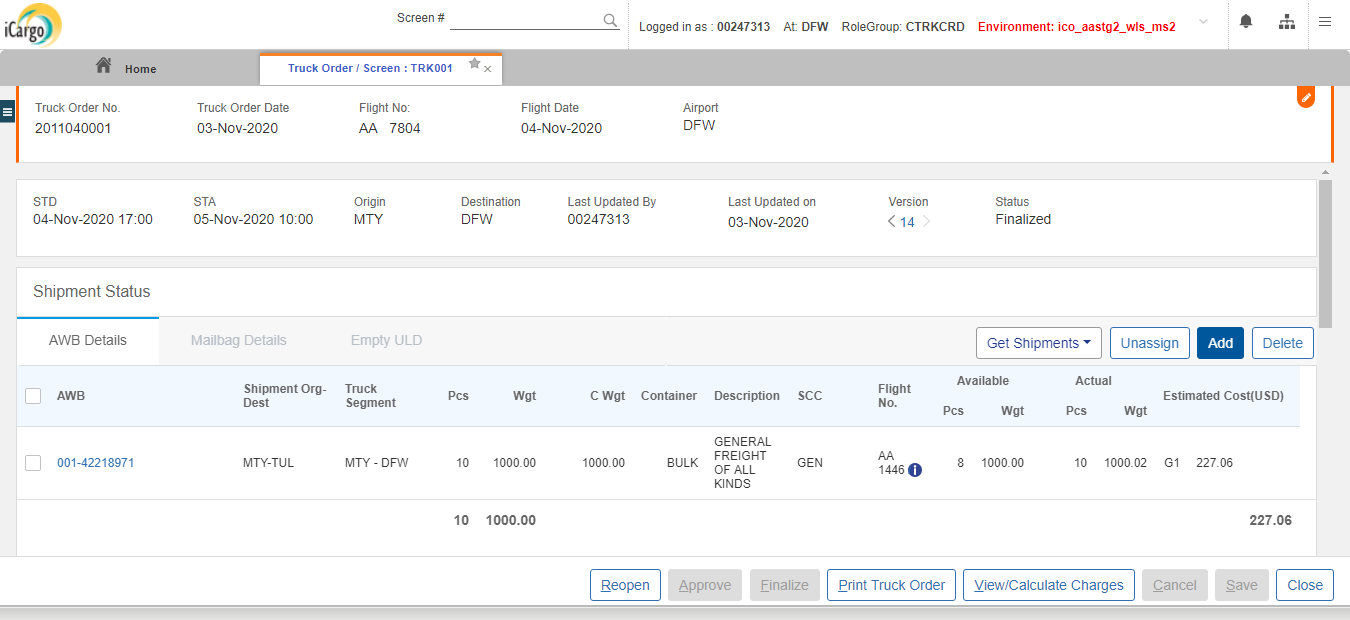 iCargo
Screen #
Logged in as : 00247313 At: DFW RoleGroup: CTRKCRD Environment: ico_aastg2_wls_ms2
Home
Truck Order / Screen : TRK001
Truck Order No. Truck Order Date Flight No: Flight Date Airport
2011040001 03-Nov-2020 AA 7804 04-Nov-2020 DFW
STD STA Origin Destination Last Updated By Last Updated on Version Status
04-Nov-2020 17:00 05-Nov-2020 10:00 MTY DFW 00247313 03-Nov-2020 14 Finalized
Shipment Status
AWB Details Mailbag Details Empty ULD Get Shipments Unassign Add Delete
Available Actual
AWB Shipment Org- Truck Pcs Wgt C Wgt Container Description SCC Flight Estimated Cost(USD)
Dest Segment No. Pcs Wgt Pcs Wgt
001-42218971 MTY-TUL MTY - DFW 10 1000.00 1000.00 BULK GENERAL GEN AA 8 1000.00 10 1000.02 G1 227.06
FREIGHT 1446
OF ALL
KINDS
10 1000.00 227.06
Reopen Approve Finalize Print Truck Order View/Calculate Charges Cancel Save Close